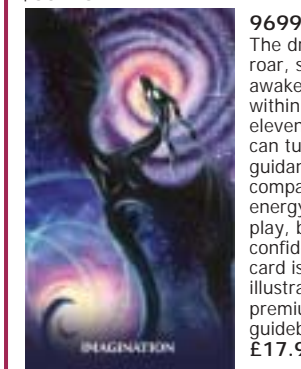 9699
The dr
roar, s
awake
within
eleven
can tu
guidan
compa
energy
play, b
confid
card is
illustra
premiu
guideb
£17.9
IMAGINATION